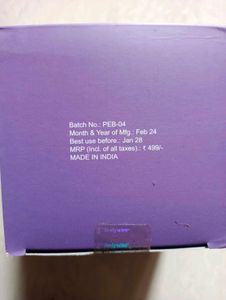 Batch No.: PEB-04
Month & Year of Mfg.: Feb 24
Best use before.: Jan 28
MRP (Incl. of all taxes).: ₹ 499/-
MADE IN INDIA